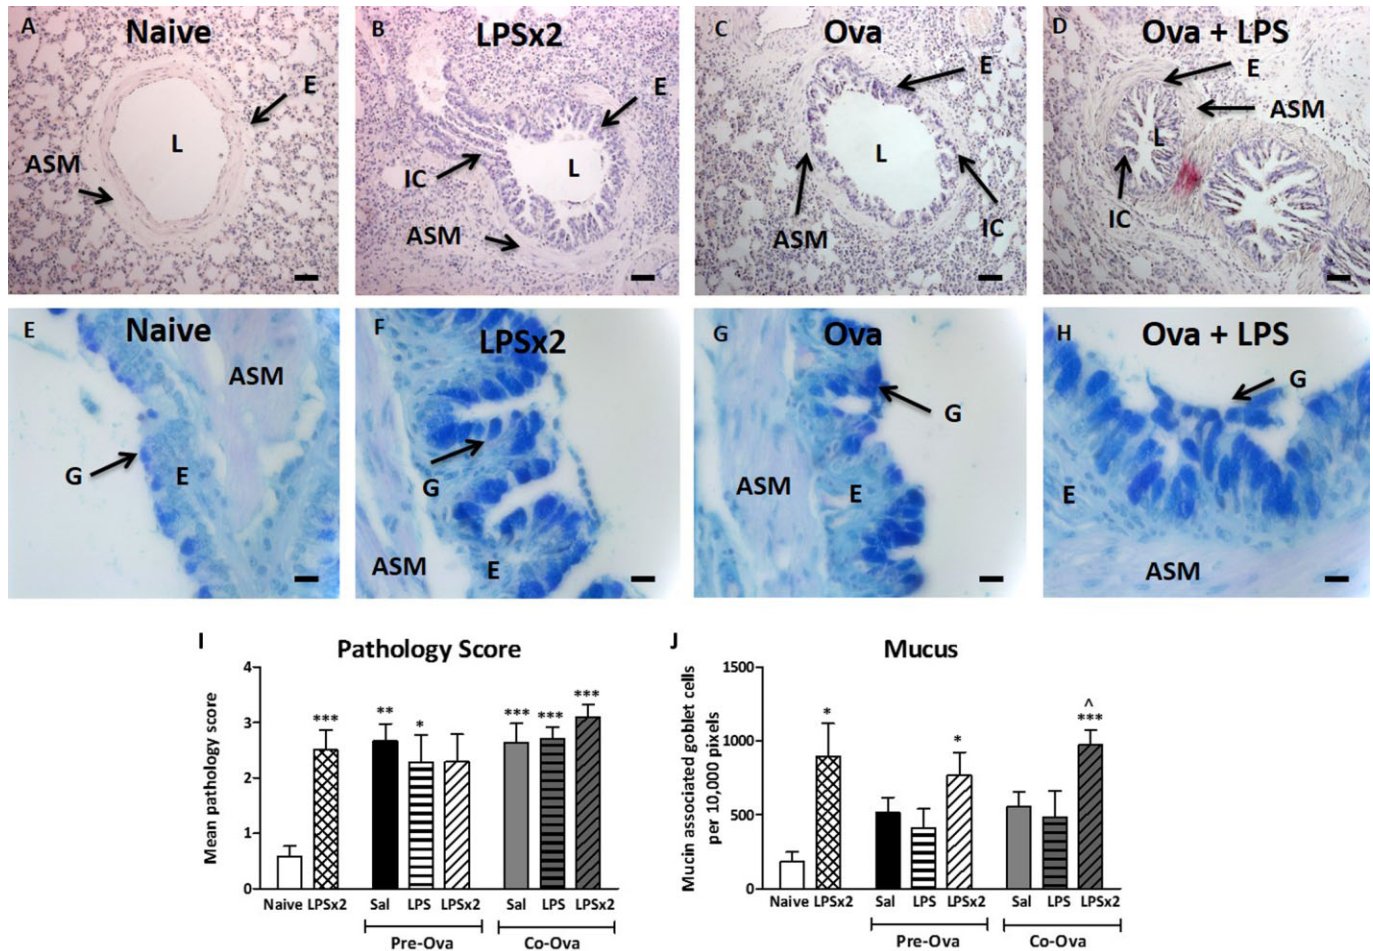 A
Naive
E
L
ASM
B
LPSx2
E
L
IC
ASM
C
Ova
E
L
ASM
IC
D
Ova + LPS
E
ASM
L
IC
E
Naive
ASM
G
E
F
LPSx2
G
ASM
E
G
Ova
G
ASM
E
H
Ova + LPS
G
E
ASM
I
Pathology Score
Mean pathology score
4
3
2
1
0
***
**
*
***
***
***
Naive LPSx2 Sal LPS LPSx2 Sal LPS LPSx2
Pre-Ova Co-Ova
J
Mucus
Mucin associated goblet cells
per 10,000 pixels
1500
1000
500
0
*
*
^
***
Naive LPSx2 Sal LPS LPSx2 Sal LPS LPSx2
Pre-Ova Co-Ova